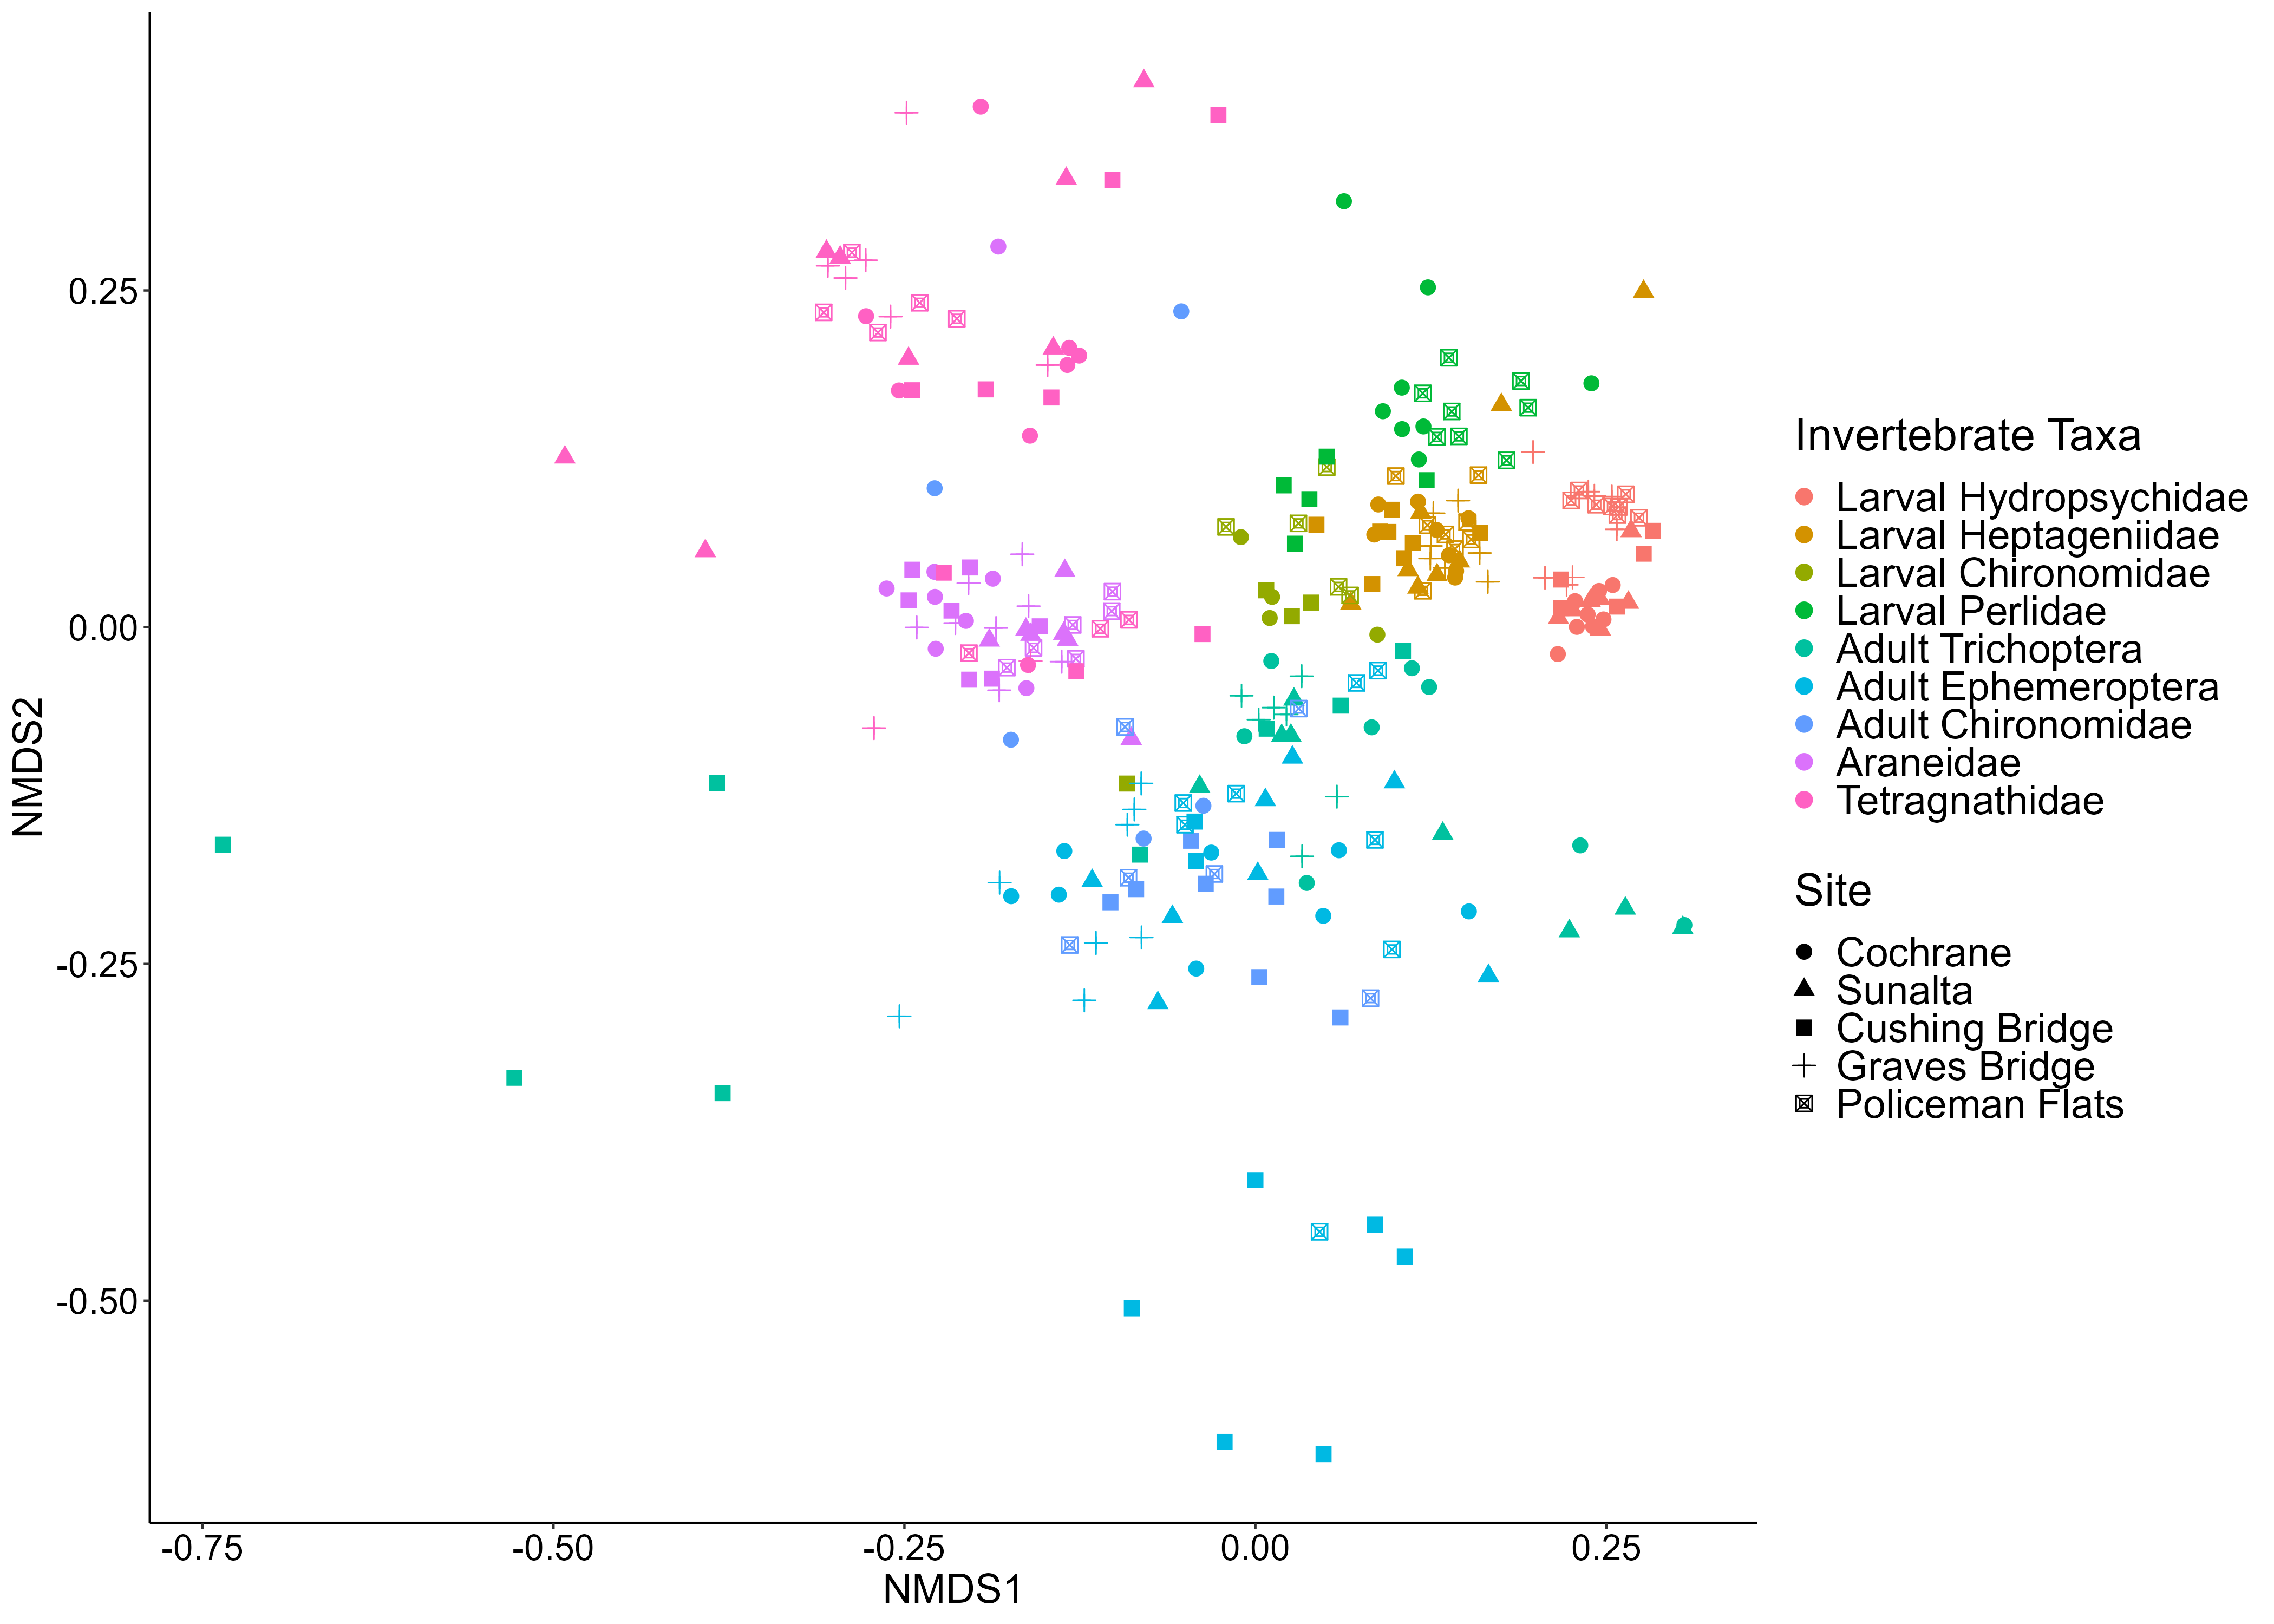 0.25
0.00
-0.25
-0.50
NMDS2
-0.75
-0.50
-0.25
0.00
0.25
NMDS1
Invertebrate Taxa
Larval Hydropsychidae
Larval Heptageniidae
Larval Chironomidae
Larval Perlidae
Adult Trichoptera
Adult Ephemeroptera
Adult Chironomidae
Araneidae
Tetragnathidae
Site
Cochrane
Sunalta
Cushing Bridge
Graves Bridge
Policeman Flats